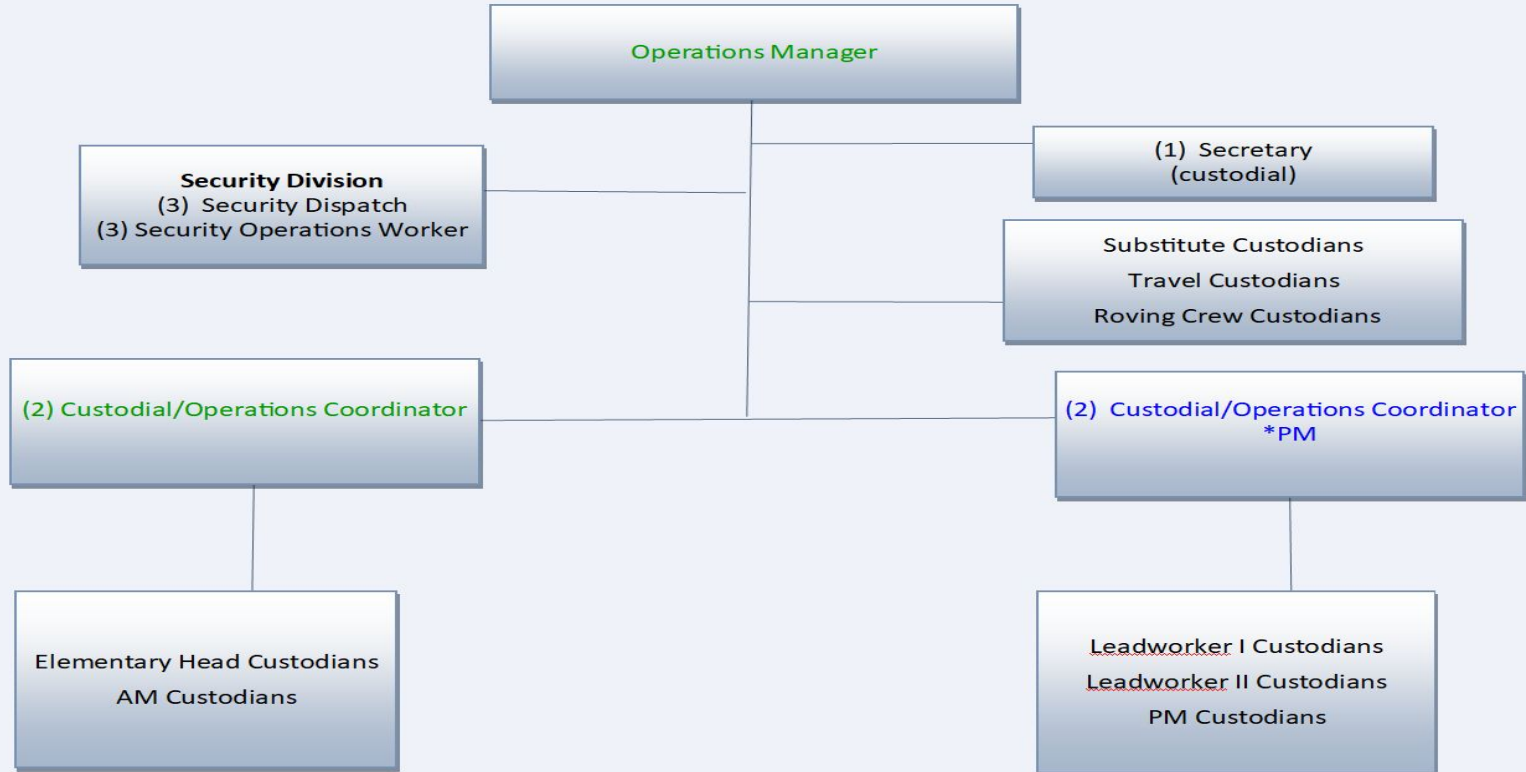 Operations Manager
(1) Secretary
(custodial)
Security Division
(3) Security Dispatch
(3) Security Operations Worker
Substitute Custodians
Travel Custodians
Roving Crew Custodians
(2) Custodial/Operations Coordinator
(2) Custodial/Operations Coordinator
*PM
Elementary Head Custodians
AM Custodians
Leadworker I Custodians
Leadworker II Custodians
PM Custodians